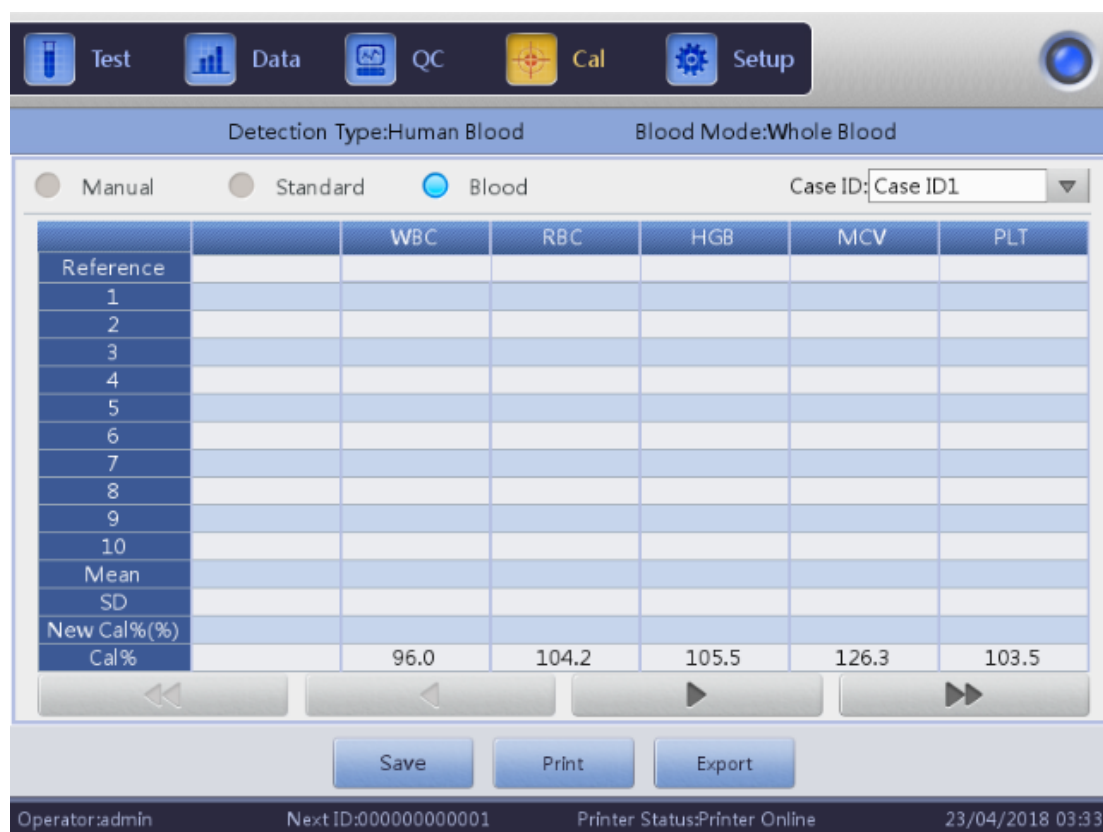 Test Data QC Cal Setup
Detection Type:Human Blood Blood Mode:Whole Blood
Manual Standard Blood Case ID: Case ID1
WBC RBC HGB MCV PLT
Reference
1
2
3
4
5
6
7
8
9
10
Mean
SD
New Cal%(%)
Cal% 96.0 104.2 105.5 126.3 103.5
Save Print Export
Operator:admin Next ID:000000000001 Printer Status:Printer Online 23/04/2018 03:33